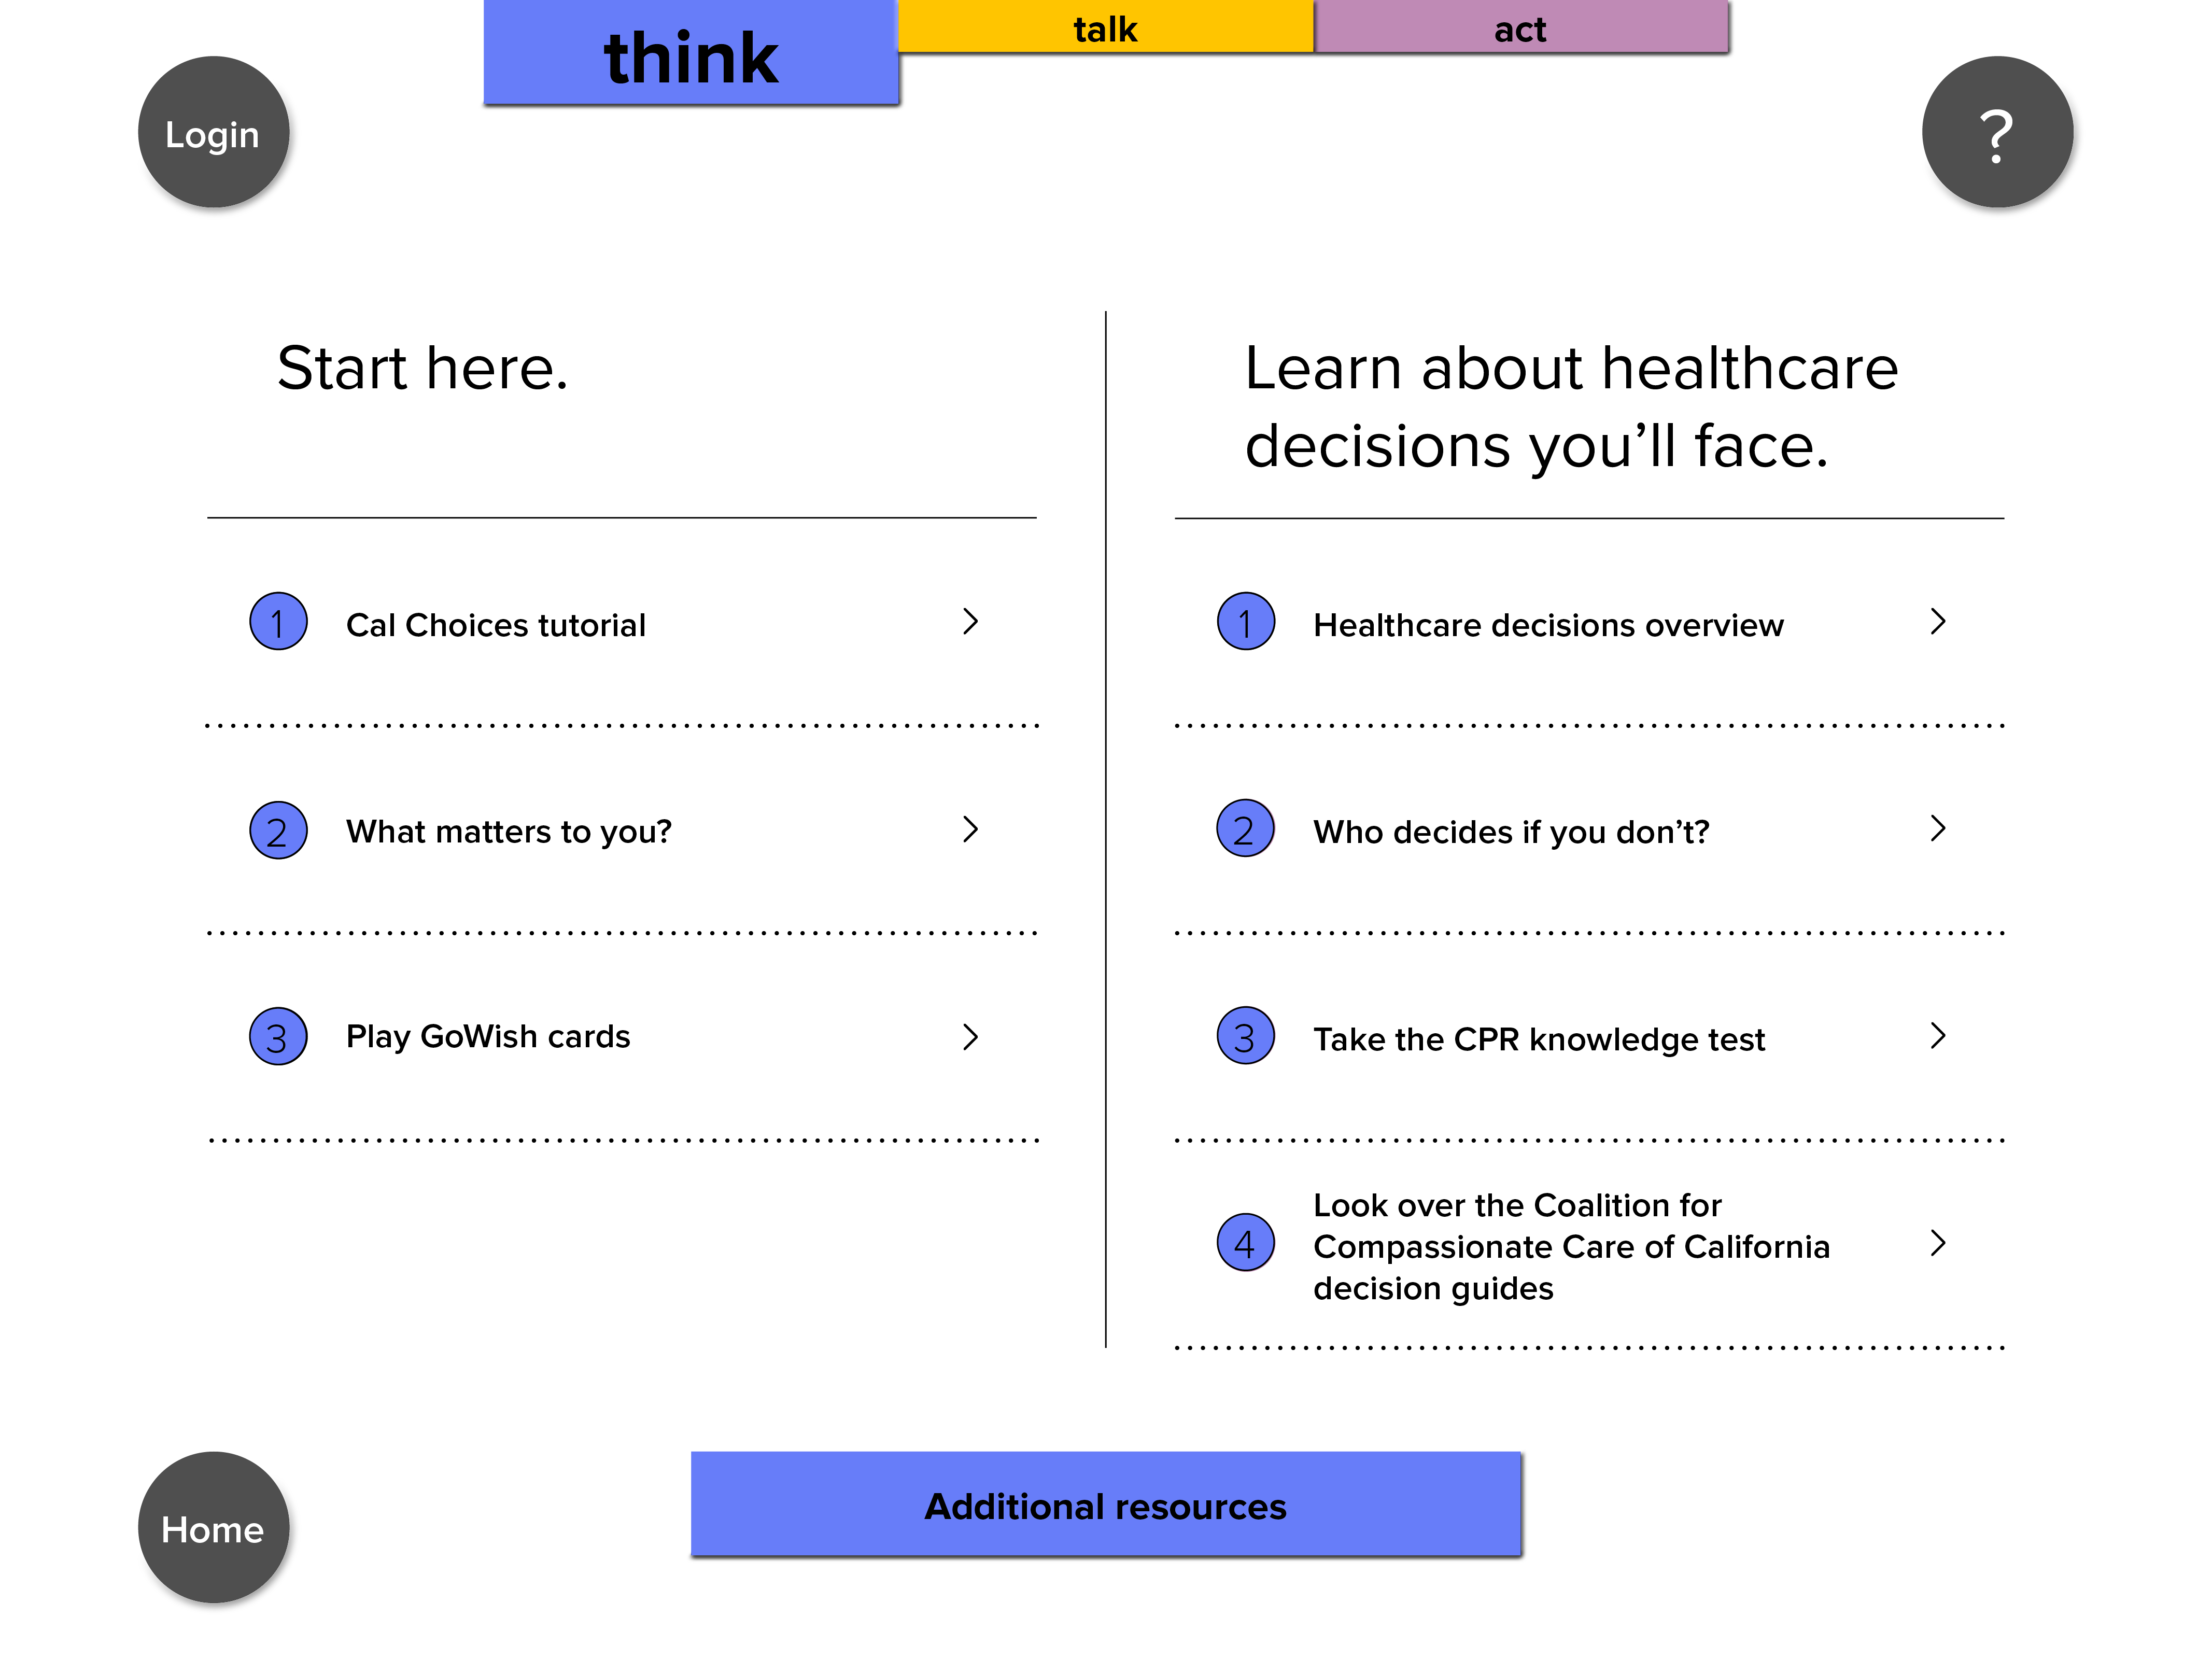 think
talk
act
Login
?
Start here.
1
Cal Choices tutorial
2
What matters to you?
3
Play GoWish cards
Learn about healthcare
decisions you’ll face.
1
Healthcare decisions overview
2
Who decides if you don’t?
3
Take the CPR knowledge test
4
Look over the Coalition for
Compassionate Care of California
decision guides
Home
Additional resources